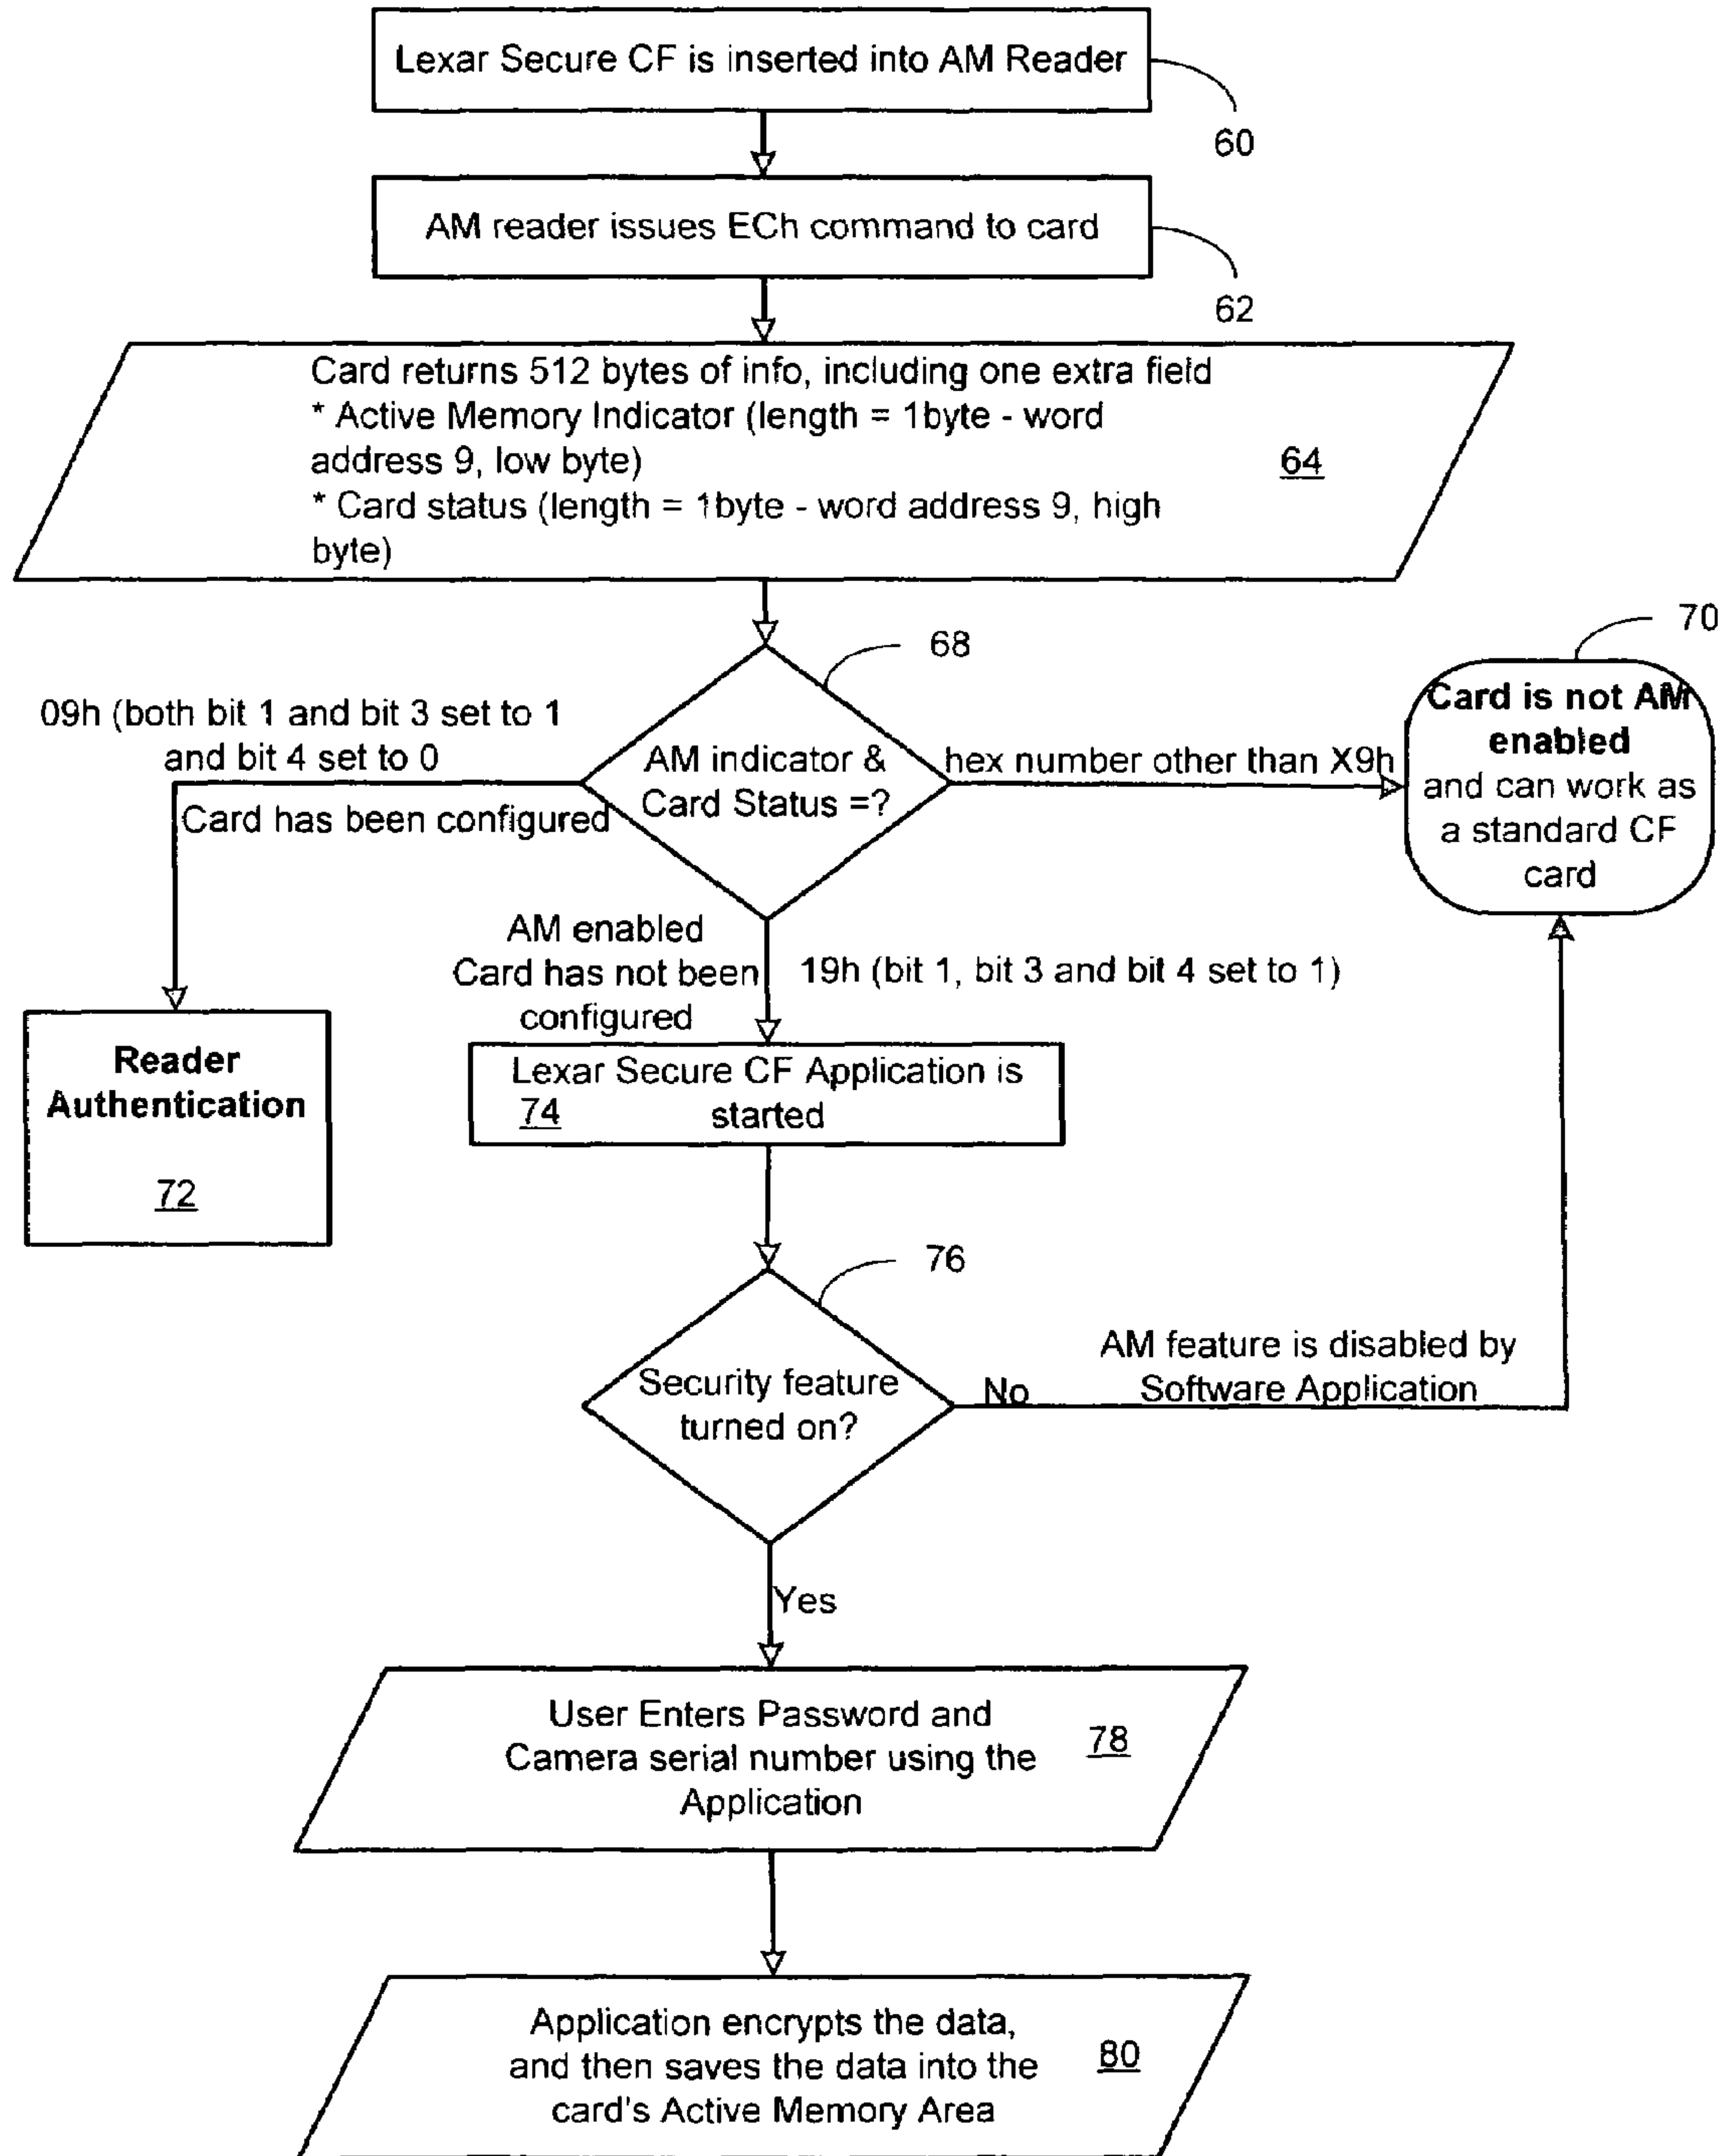 Lexar Secure CF is inserted into AM Reader
60
AM reader issues ECh command to card
62
Card returns 512 bytes of info, including one extra field
* Active Memory Indicator (length = 1byte - word
address 9, low byte)
* Card status (length = 1byte - word address 9, high
byte)
64
68
70
09h (both bit 1 and bit 3 set to 1
and bit 4 set to 0
Card has been configured
AM indicator &
Card Status =?
hex number other than X9h
Card is not AM
enabled
and can work as
a standard CF
card
AM enabled
Card has not been
configured
19h (bit 1, bit 3 and bit 4 set to 1)
Reader
Authentication
72
Lexar Secure CF Application is
started
74
76
Security feature
turned on?
No
AM feature is disabled by
Software Application
Yes
User Enters Password and
Camera serial number using the
Application
78
Application encrypts the data,
and then saves the data into the
card's Active Memory Area
80